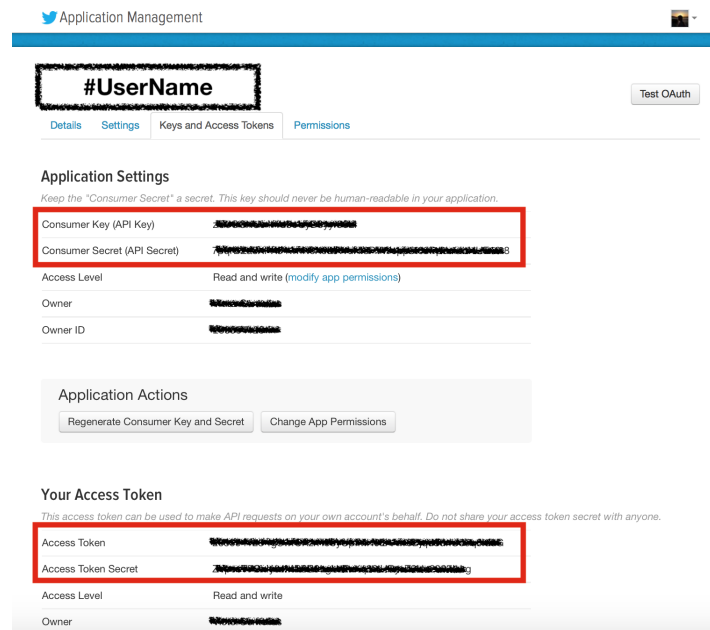 Application Management
#UserName
Test OAuth
Details Settings Keys and Access Tokens Permissions
Application Settings
Keep the "Consumer Secret" a secret. This key should never be human-readable in your application.
Consumer Key (API Key)
Consumer Secret (API Secret)
Access Level Read and write (modify app permissions)
Owner
Owner ID
Application Actions
Regenerate Consumer Key and Secret Change App Permissions
Your Access Token
This access token can be used to make API requests on your own account's behalf. Do not share your access token secret with anyone.
Access Token
Access Token Secret
Access Level Read and write
Owner